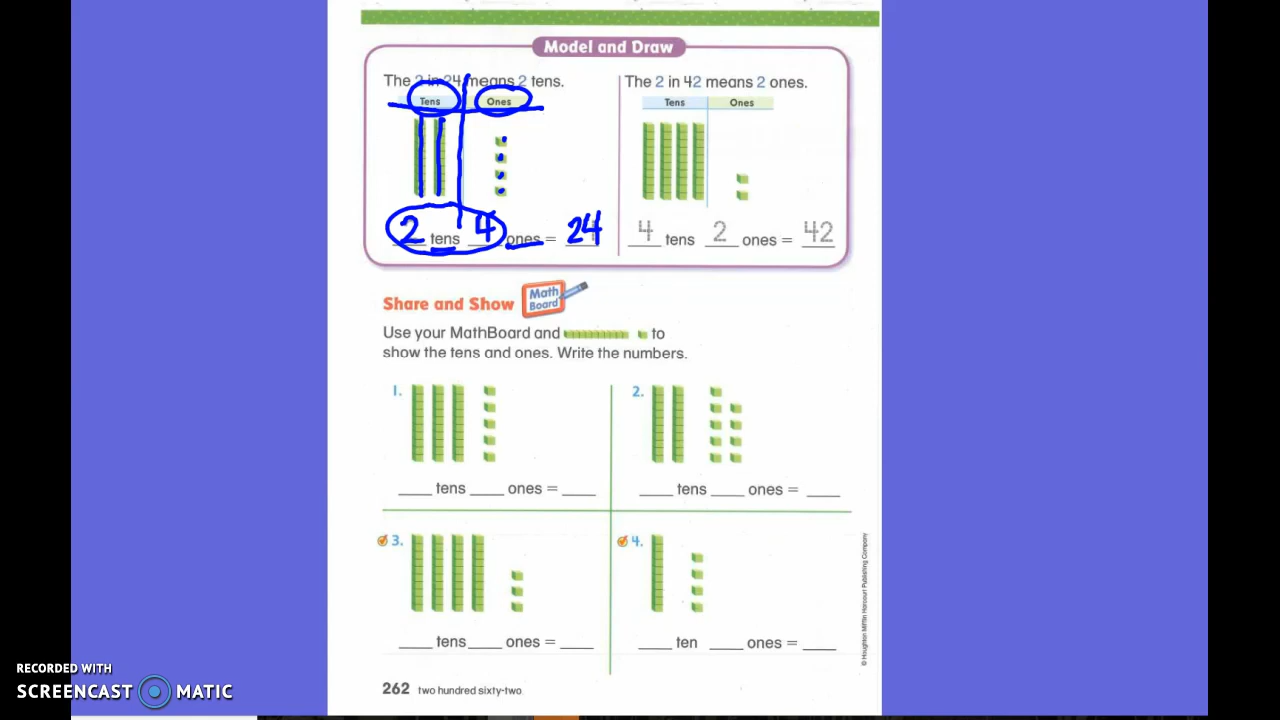 Model and Draw
The 2 in 24 means 2 tens.
Tens Ones
2 tens 4 ones = 24
The 2 in 42 means 2 ones.
Tens Ones
4 tens 2 ones = 42
Share and Show Math Board
Use your MathBoard and to
show the tens and ones. Write the numbers.
1.
____ tens ____ ones = ____
2.
____ tens ____ ones = ____
3.
____ tens ____ ones = ____
4.
____ ten ____ ones = ____
© Houghton Mifflin Harcourt Publishing Company
262 two hundred sixty-two
RECORDED WITH
SCREENCAST MATIC